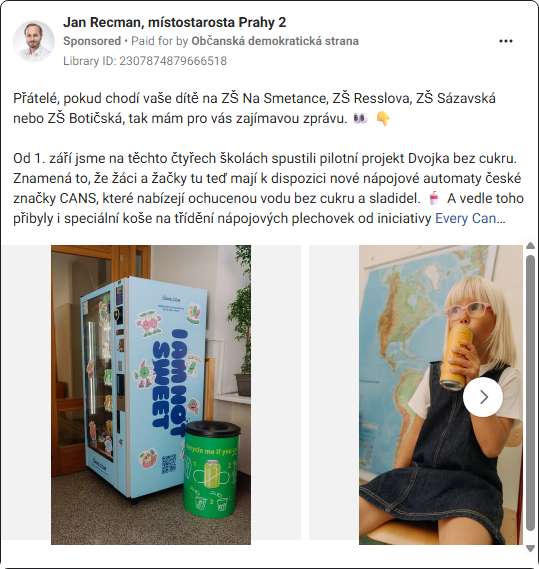 Jan Recman, místostarosta Prahy 2
Sponsored • Paid for by Občanská demokratická strana
Library ID: 2307874879666518
Přátelé, pokud chodí vaše dítě na ZŠ Na Smetance, ZŠ Resslova, ZŠ Sázavská
nebo ZŠ Botičská, tak mám pro vás zajímavou zprávu. 👀 👇
Od 1. září jsme na těchto čtyřech školách spustili pilotní projekt Dvojka bez cukru.
Znamená to, že žáci a žačky tu teď mají k dispozici nové nápojové automaty české
značky CANS, které nabízejí ochucenou vodu bez cukru a sladidel. 🥤 A vedle toho
přibyly i speciální koše na třídění nápojových plechovek od iniciativy Every Can…
I AM NOT
SWEET
recycle me if you